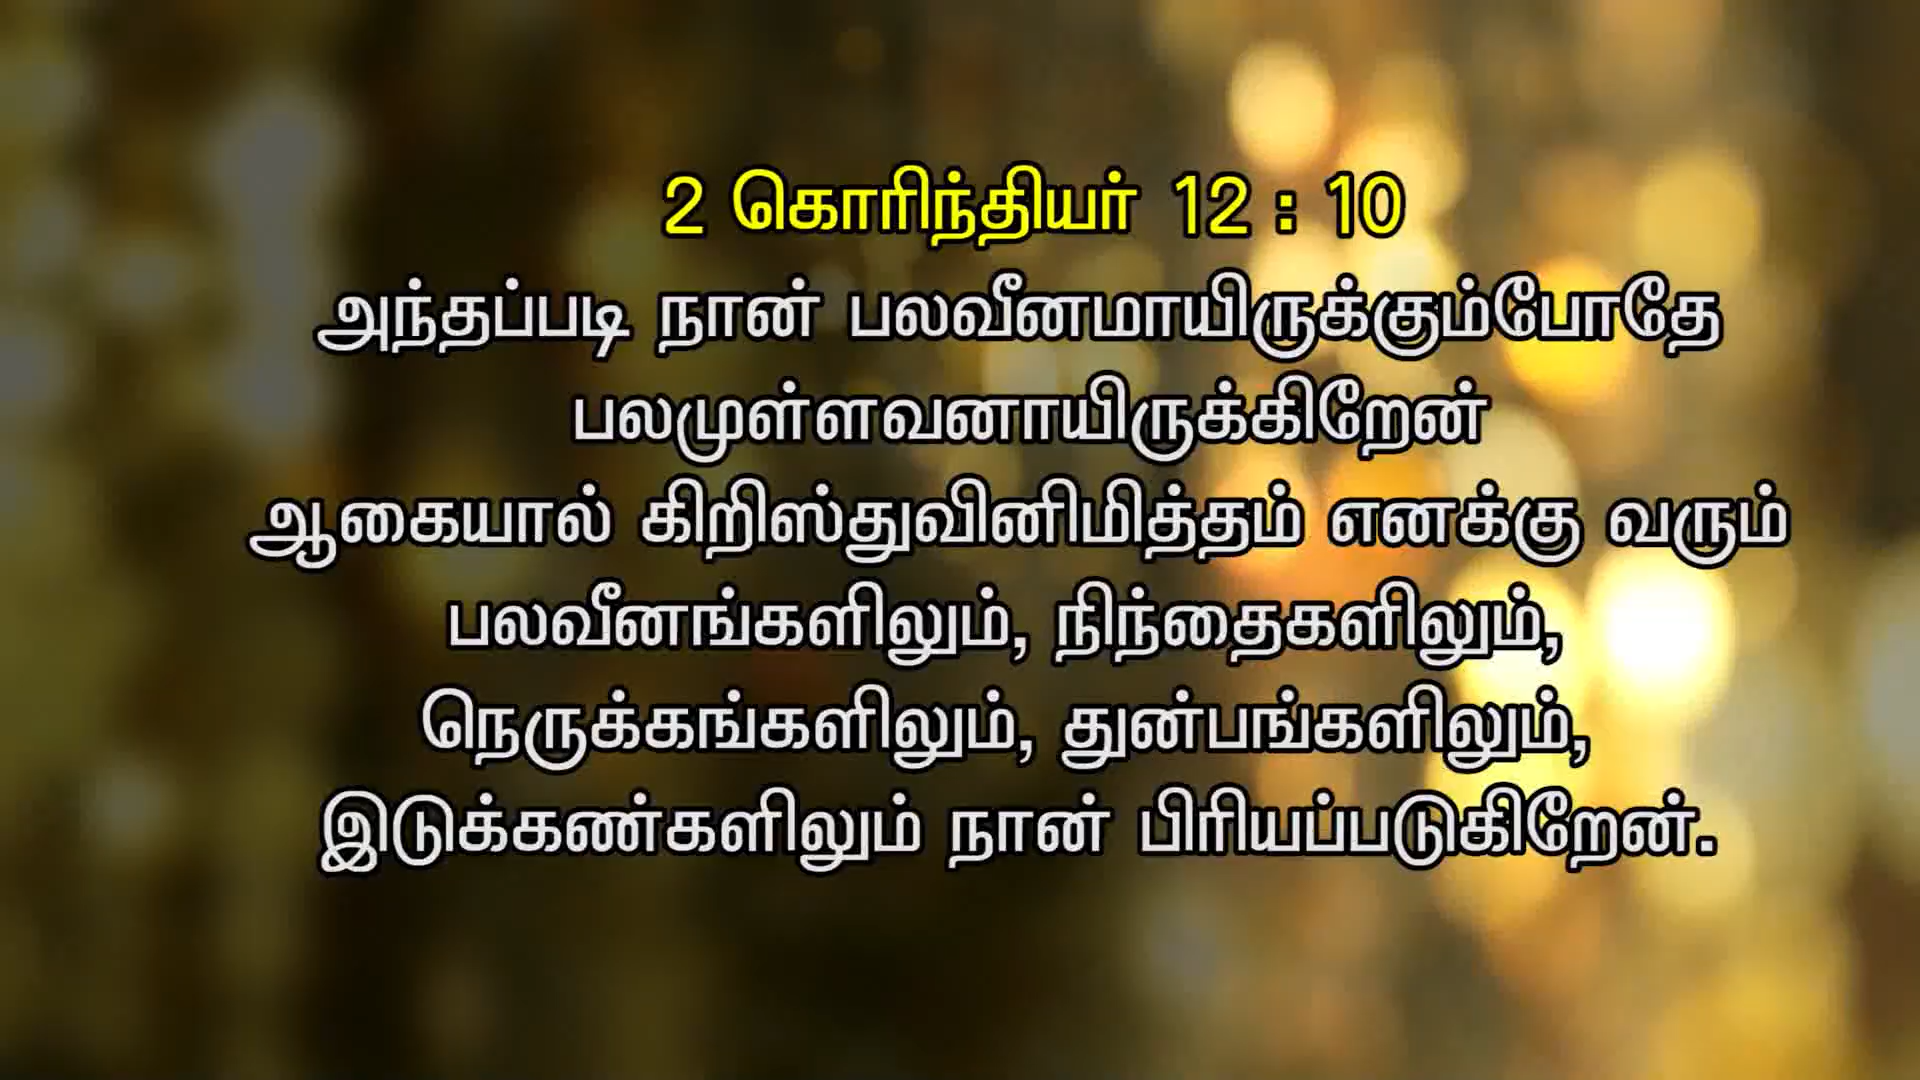 2 கொரிந்தியர் 12 : 10
அந்தப்படி நான் பலவீனமாயிருக்கும்போதே
பலமுள்ளவனாயிருக்கிறேன்
ஆகையால் கிறிஸ்துவினிமித்தம் எனக்கு வரும்
பலவீனங்களிலும், நிந்தைகளிலும்,
நெருக்கங்களிலும், துன்பங்களிலும்,
இடுக்கண்களிலும் நான் பிரியப்படுகிறேன்.